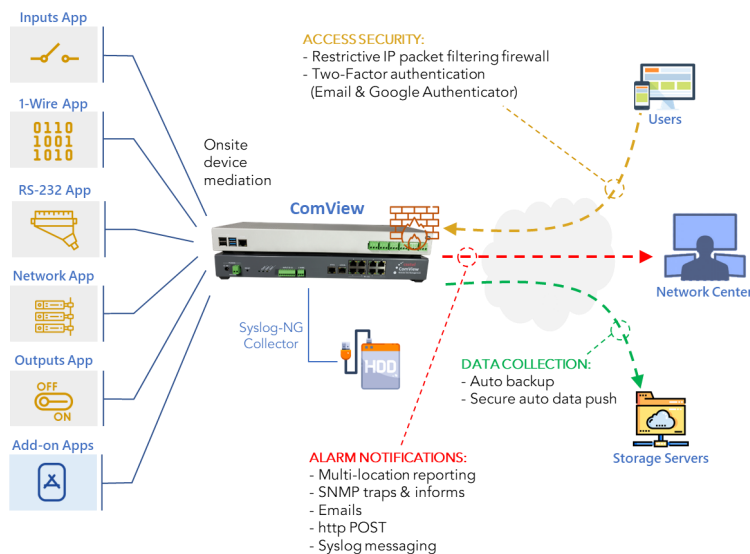 Inputs App
1-Wire App
0110
1001
1010
RS-232 App
Network App
Outputs App
OFF
ON
Add-on Apps
Onsite
device
mediation
ComView
ComView
Syslog-NG
Collector
HDD
ACCESS SECURITY:
- Restrictive IP packet filtering firewall
- Two-Factor authentication
(Email & Google Authenticator)
Users
Network Center
DATA COLLECTION:
- Auto backup
- Secure auto data push
Storage Servers
ALARM NOTIFICATIONS:
- Multi-location reporting
- SNMP traps & informs
- Emails
- http POST
- Syslog messaging